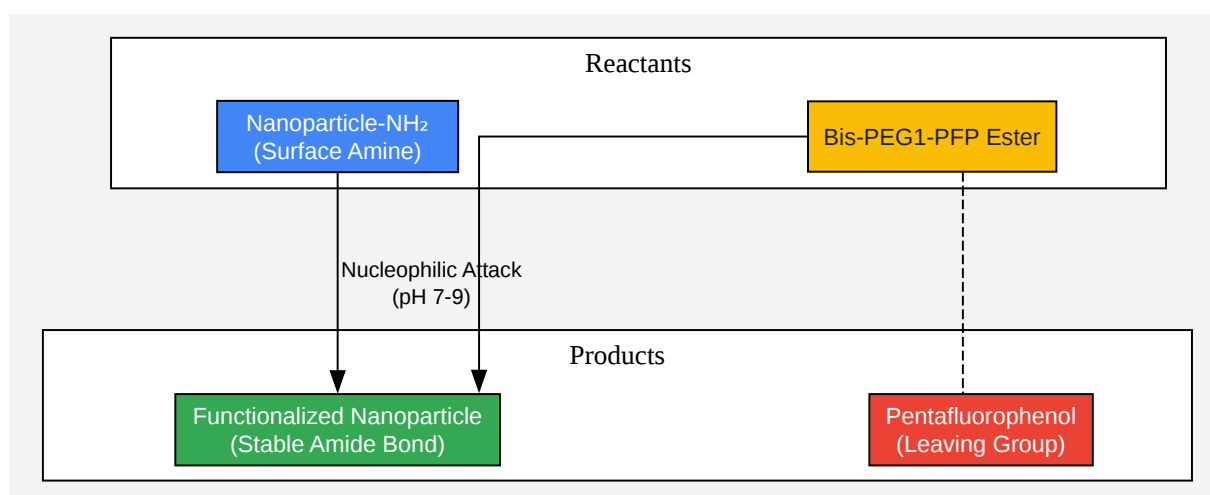 Reactants
Nanoparticle-NH₂
(Surface Amine)
Bis-PEG1-PFP Ester
Nucleophilic Attack
(pH 7-9)
Products
Functionalized Nanoparticle
(Stable Amide Bond)
Pentafluorophenol
(Leaving Group)